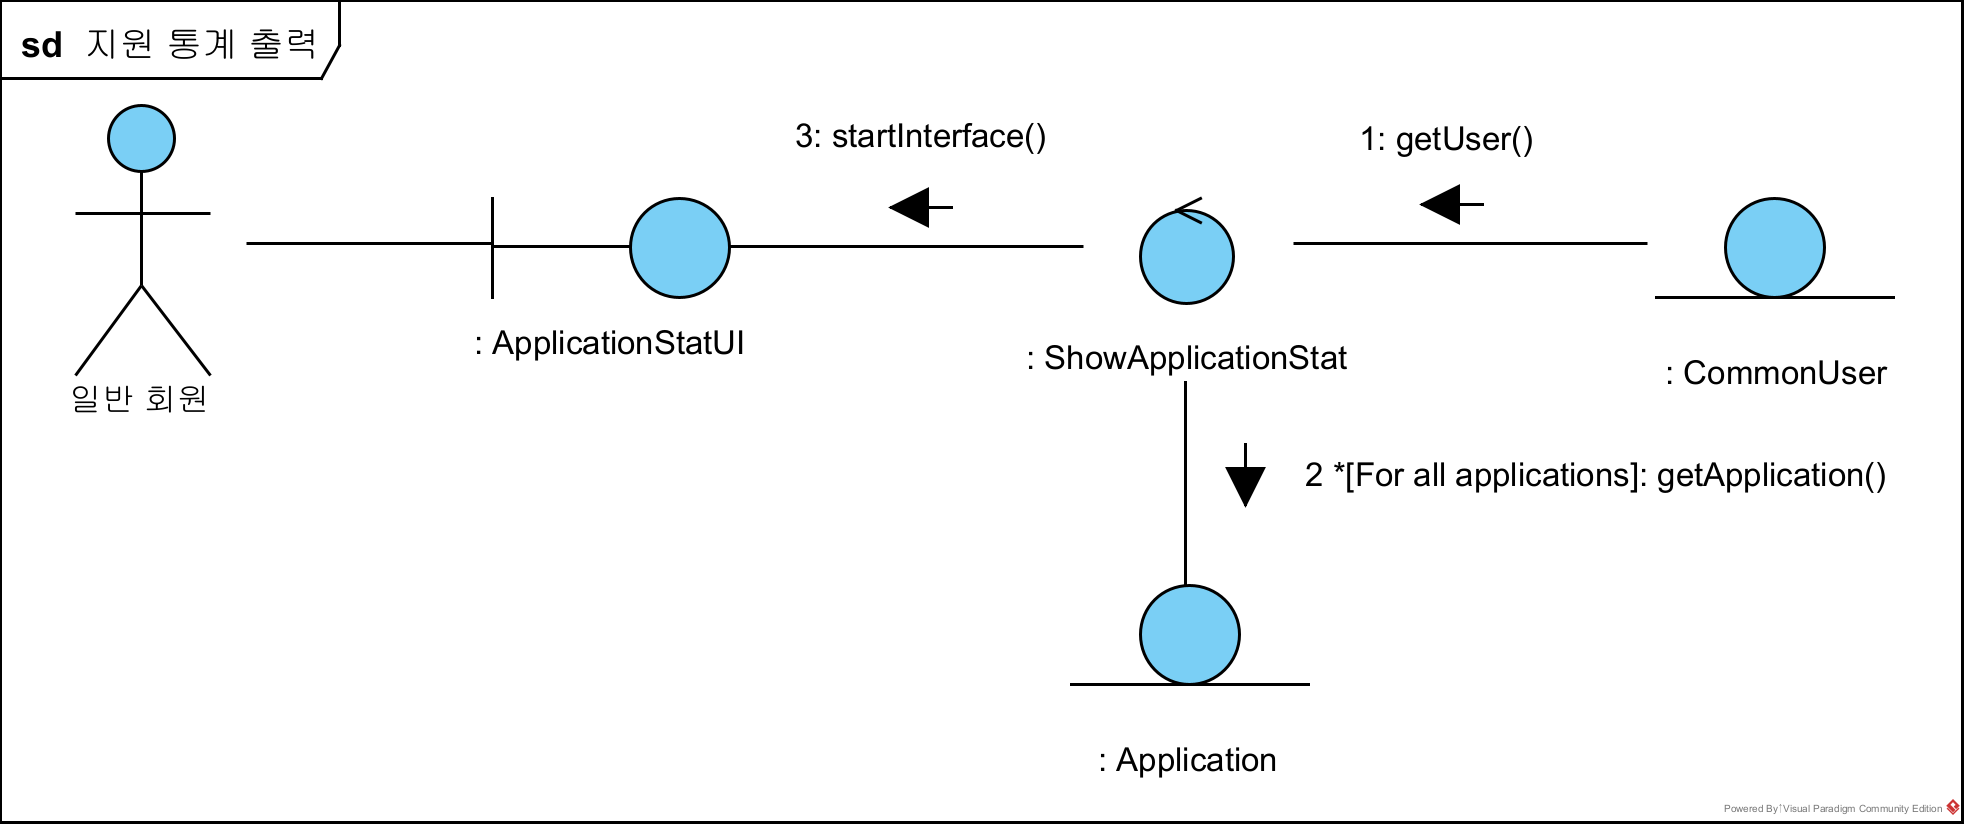 sd 지원 통계 출력
3: startInterface()
1: getUser()
: ApplicationStatUI
: ShowApplicationStat
: CommonUser
일반 회원
2 *[For all applications]: getApplication()
: Application
Powered By Visual Paradigm Community Edition